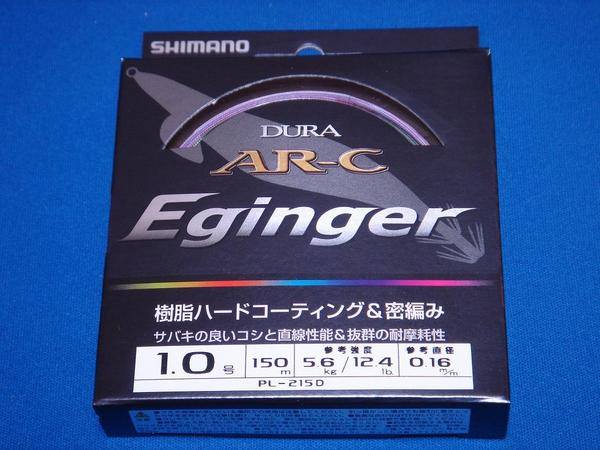 SHIMANO
DURA
AR-C
Eginger
樹脂ハードコーティング&密編み
サバキの良いコシと直線性能&抜群の耐摩耗性
参考強度 参考直径
1.0号 150m 5.6kg/12.4lb. 0.16m/m
PL-215D